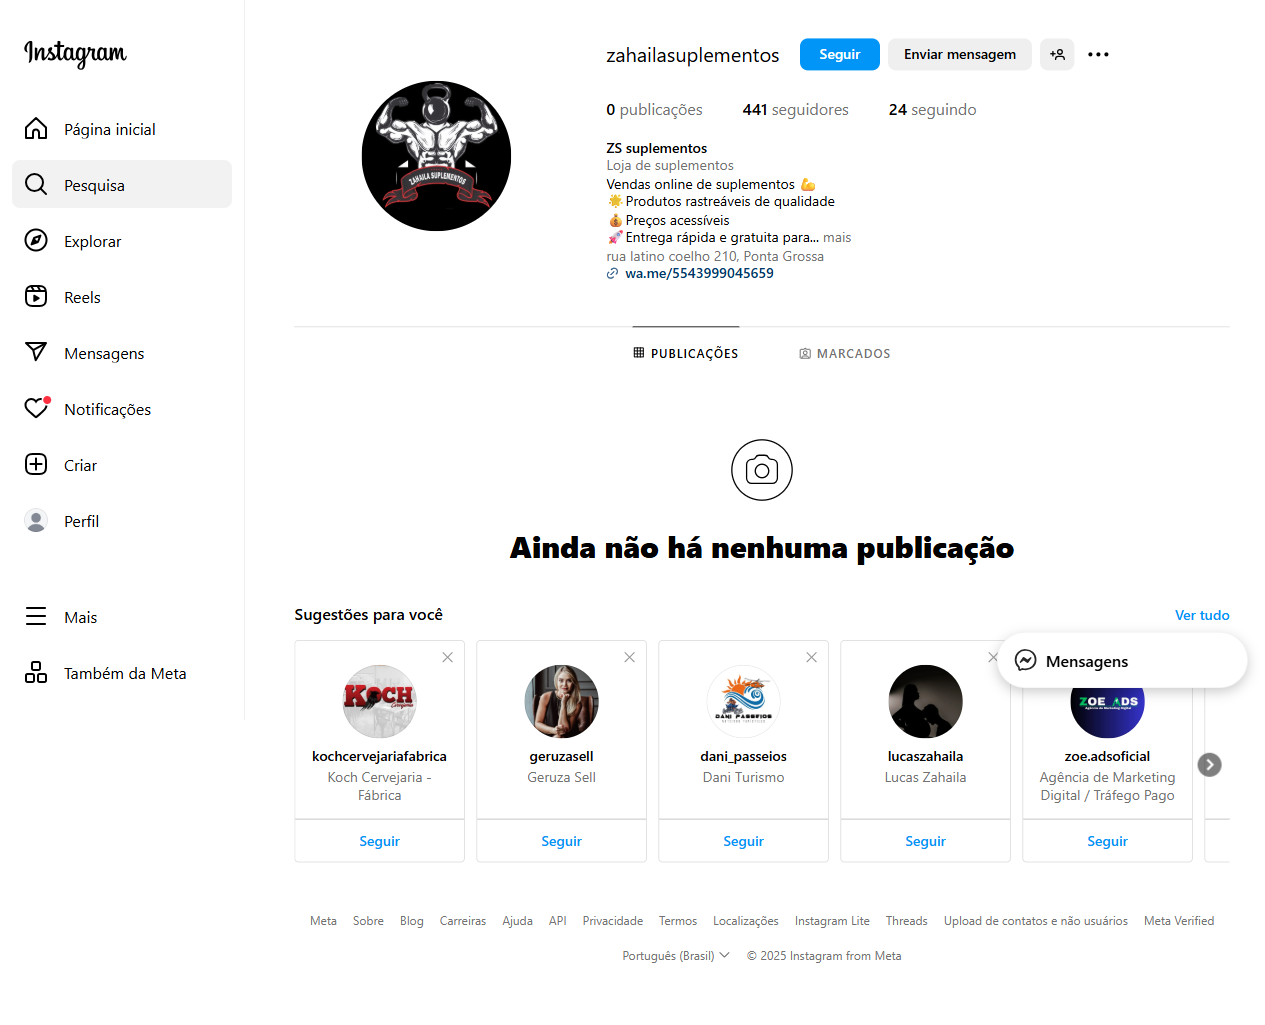 Instagram
Página inicial
Pesquisa
Explorar
Reels
Mensagens
Notificações
Criar
Perfil
Mais
Também da Meta
zahailasuplementos
Seguir
Enviar mensagem
0 publicações
441 seguidores
24 seguindo
ZAHAILA SUPLEMENTOS
ZS suplementos
Loja de suplementos
Vendas online de suplementos 💪
🌟Produtos rastreáveis de qualidade
💰Preços acessíveis
🚀Entrega rápida e gratuita para... mais
rua latino coelho 210, Ponta Grossa
wa.me/5543999045659
PUBLICAÇÕES
MARCADOS
Ainda não há nenhuma publicação
Sugestões para você
Ver tudo
Mensagens
KOCH
Cervejaria
kochcervejariafabrica
Koch Cervejaria -
Fábrica
Seguir
geruzasell
Geruza Sell
Seguir
DANI PASSEIOS
dani_passeios
Dani Turismo
Seguir
lucaszahaila
Lucas Zahaila
Seguir
ZOE_ADS
Agência de Marketing Digital
zoe.adsoficial
Agência de Marketing
Digital / Tráfego Pago
Seguir
Meta Sobre Blog Carreiras Ajuda API Privacidade Termos Localizações Instagram Lite Threads Upload de contatos e não usuários Meta Verified
Português (Brasil) © 2025 Instagram from Meta